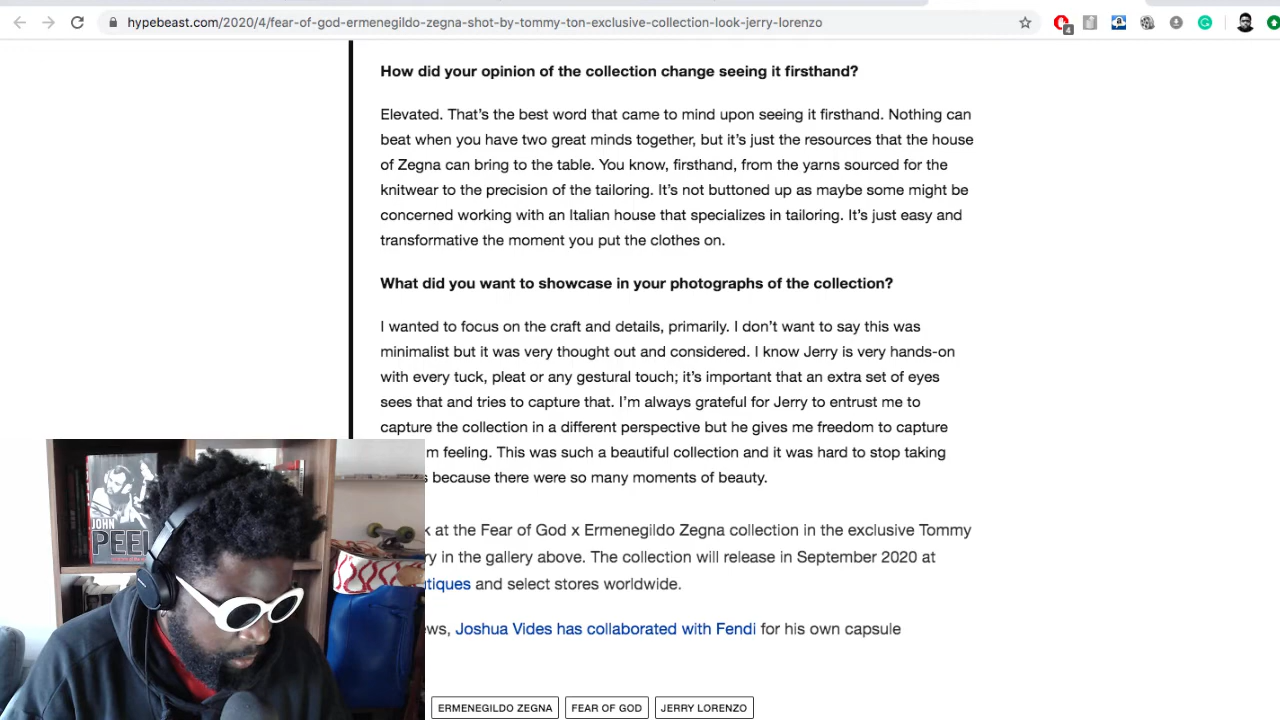 hypebeast.com/2020/4/fear-of-god-ermenegildo-zegna-shot-by-tommy-ton-exclusive-collection-look-jerry-lorenzo
4
How did your opinion of the collection change seeing it firsthand?
Elevated. That's the best word that came to mind upon seeing it firsthand. Nothing can
beat when you have two great minds together, but it's just the resources that the house
of Zegna can bring to the table. You know, firsthand, from the yarns sourced for the
knitwear to the precision of the tailoring. It's not buttoned up as maybe some might be
concerned working with an Italian house that specializes in tailoring. It's just easy and
transformative the moment you put the clothes on.
What did you want to showcase in your photographs of the collection?
I wanted to focus on the craft and details, primarily. I don't want to say this was
minimalist but it was very thought out and considered. I know Jerry is very hands-on
with every tuck, pleat or any gestural touch; it's important that an extra set of eyes
sees that and tries to capture that. I'm always grateful for Jerry to entrust me to
capture the collection in a different perspective but he gives me freedom to capture
m feeling. This was such a beautiful collection and it was hard to stop taking
s because there were so many moments of beauty.
k at the Fear of God x Ermenegildo Zegna collection in the exclusive Tommy
ry in the gallery above. The collection will release in September 2020 at
utiques and select stores worldwide.
ews, Joshua Vides has collaborated with Fendi for his own capsule
ERMENEGILDO ZEGNA
FEAR OF GOD
JERRY LORENZO
JOHN
PEEL